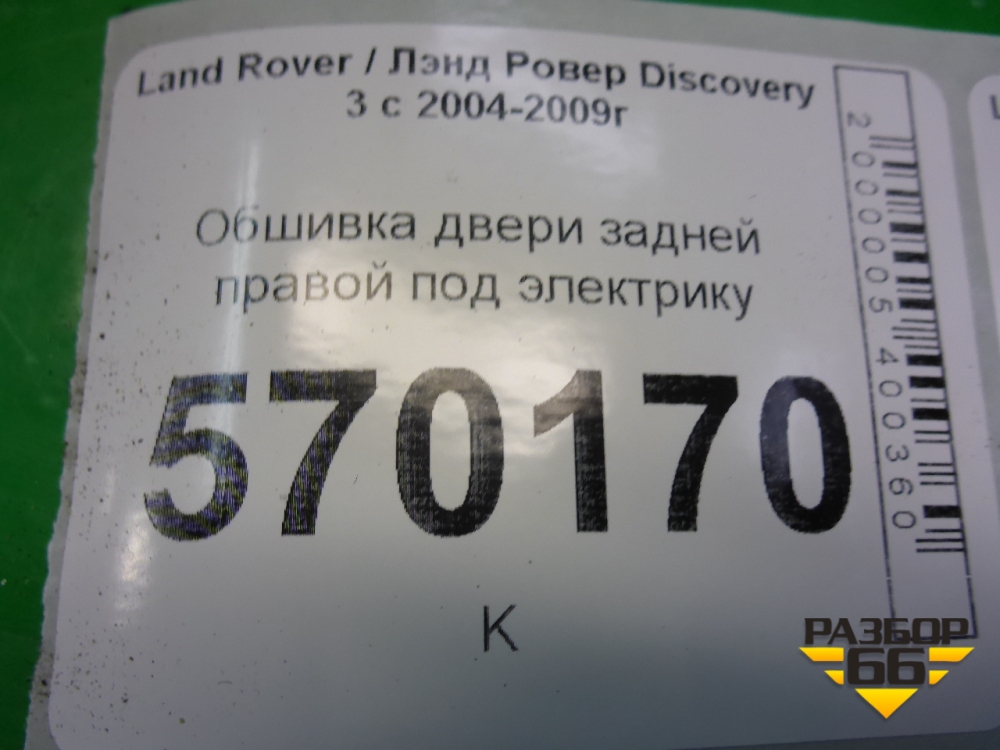 Land Rover / Лэнд Ровер Discovery
3 с 2004-2009г
Обшивка двери задней
правой под электрику
570170
К
2000005400360
РАЗБОР
66